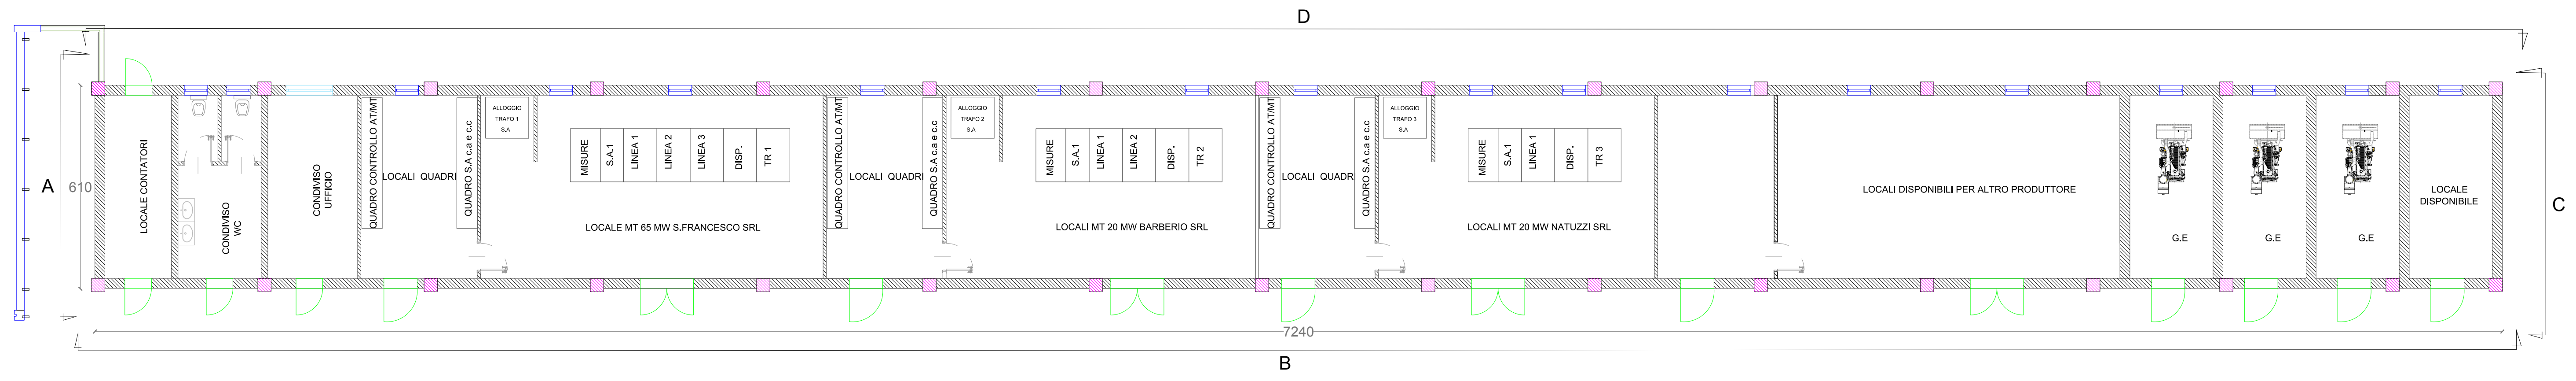 D
A
610
LOCALE CONTATORI
CONDIVISO
WC
CONDIVISO
UFFICIO
QUADRO CONTROLLO AT/MT
LOCALI QUADRI
QUADRO S.A c.a e c.c
ALLOGGIO
TRAFO 1
S.A
MISURE
S.A.1
LINEA 1
LINEA 2
LINEA 3
DISP.
TR 1
LOCALE MT 65 MW S.FRANCESCO SRL
QUADRO CONTROLLO AT/MT
LOCALI QUADRI
QUADRO S.A c.a e c.c
ALLOGGIO
TRAFO 2
S.A
MISURE
S.A.1
LINEA 1
LINEA 2
DISP.
TR 2
LOCALI MT 20 MW BARBERIO SRL
QUADRO CONTROLLO AT/MT
LOCALI QUADRI
QUADRO S.A c.a e c.c
ALLOGGIO
TRAFO 3
S.A
MISURE
S.A.1
LINEA 1
DISP.
TR 3
LOCALI MT 20 MW NATUZZI SRL
LOCALI DISPONIBILI PER ALTRO PRODUTTORE
G.E
G.E
G.E
LOCALE
DISPONIBILE
C
7240
B